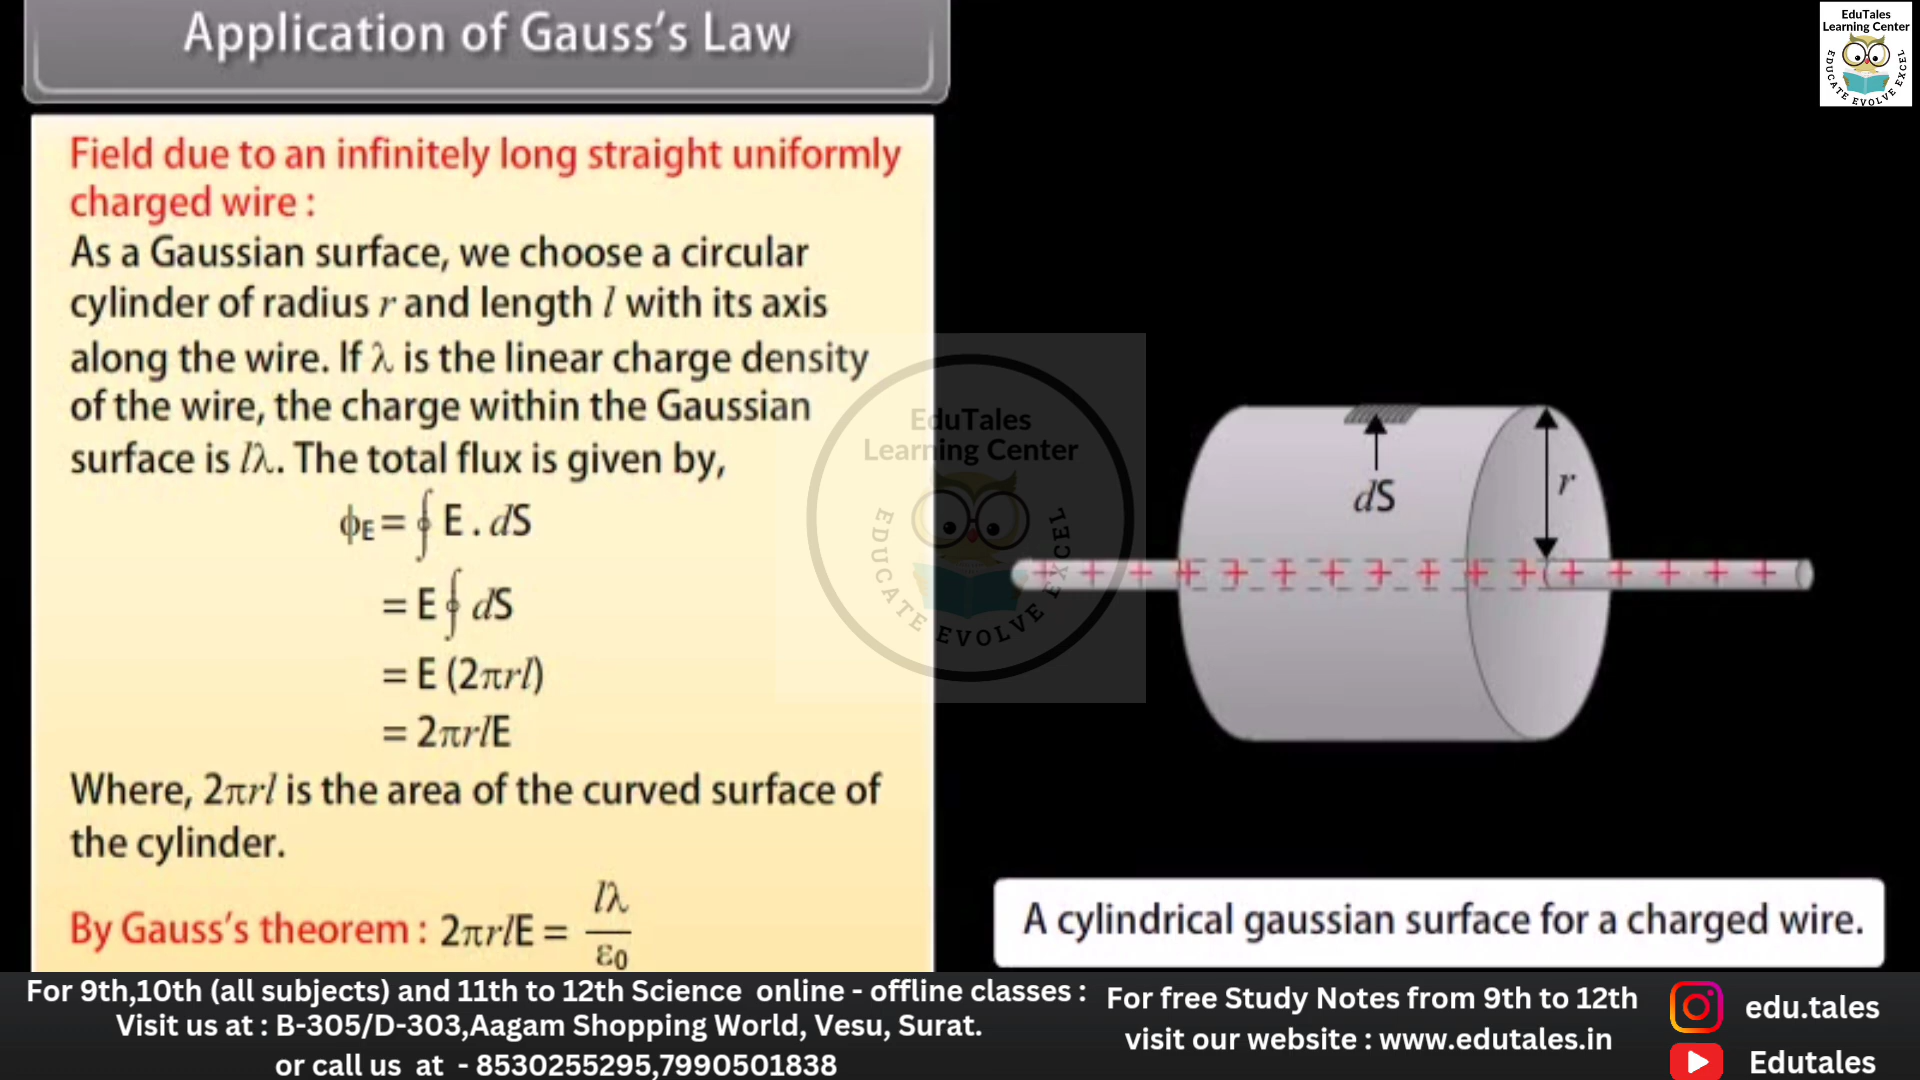 Application of Gauss's Law
EduTales
Learning Center
EDUCATE EVOLVE EXCEL
Field due to an infinitely long straight uniformly
charged wire :
As a Gaussian surface, we choose a circular
cylinder of radius r and length l with its axis
along the wire. If λ is the linear charge density
of the wire, the charge within the Gaussian
surface is lλ. The total flux is given by,
ϕE = ∮ E . dS
= E ∮ dS
= E (2πrl)
= 2πrlE
Where, 2πrl is the area of the curved surface of
the cylinder.
By Gauss's theorem : 2πrlE = lλ / ε0
EduTales
Learning Center
EDUCATE EVOLVE EXCEL
dS
r
+ + + + + + + + + + + + + + + +
A cylindrical gaussian surface for a charged wire.
For 9th,10th (all subjects) and 11th to 12th Science online - offline classes :
Visit us at : B-305/D-303,Aagam Shopping World, Vesu, Surat.
or call us at - 8530255295,7990501838
For free Study Notes from 9th to 12th
visit our website : www.edutales.in
edu.tales
Edutales